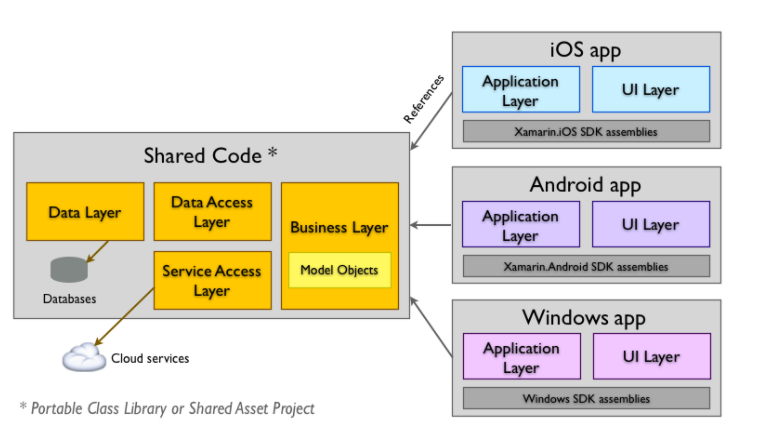 iOS app
Application
Layer
UI Layer
Xamarin.iOS SDK assemblies
References
Shared Code *
Data Layer
Data Access
Layer
Business Layer
Model Objects
Service Access
Layer
Databases
Cloud services
Android app
Application
Layer
UI Layer
Xamarin.Android SDK assemblies
Windows app
Application
Layer
UI Layer
Windows SDK assemblies
* Portable Class Library or Shared Asset Project